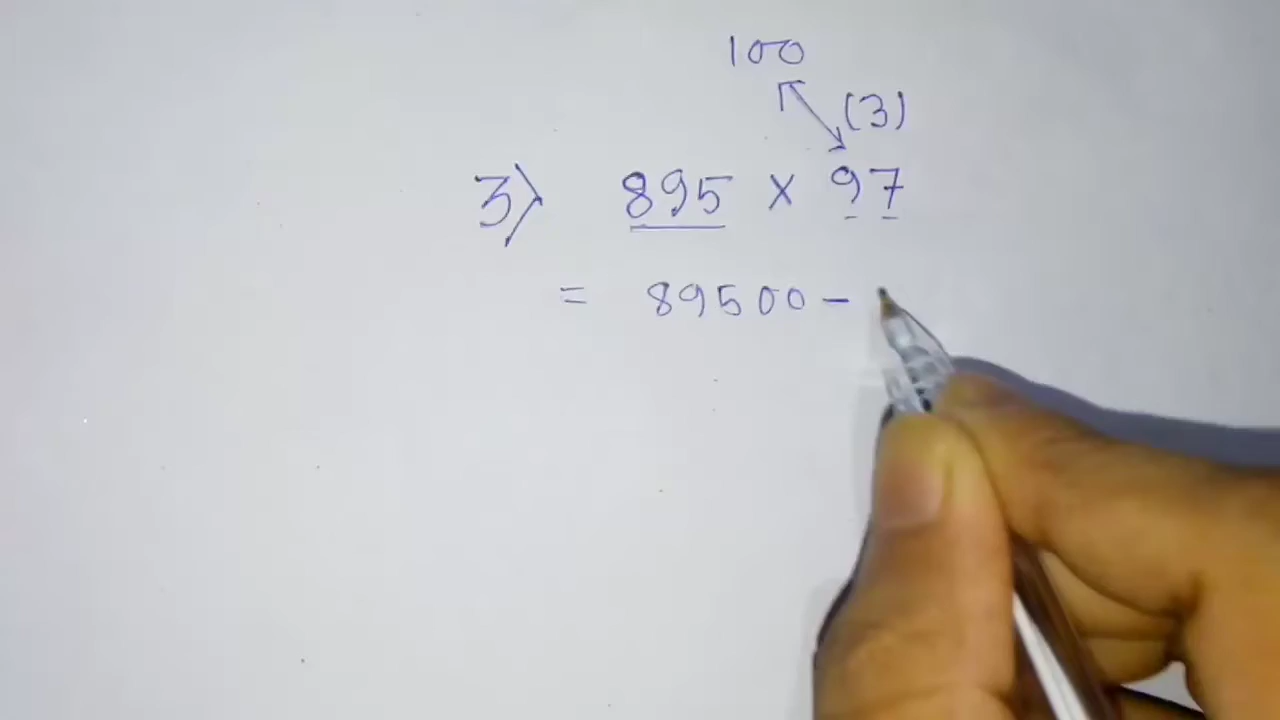 100
(3)
3) 895 × 97
= 89500 –